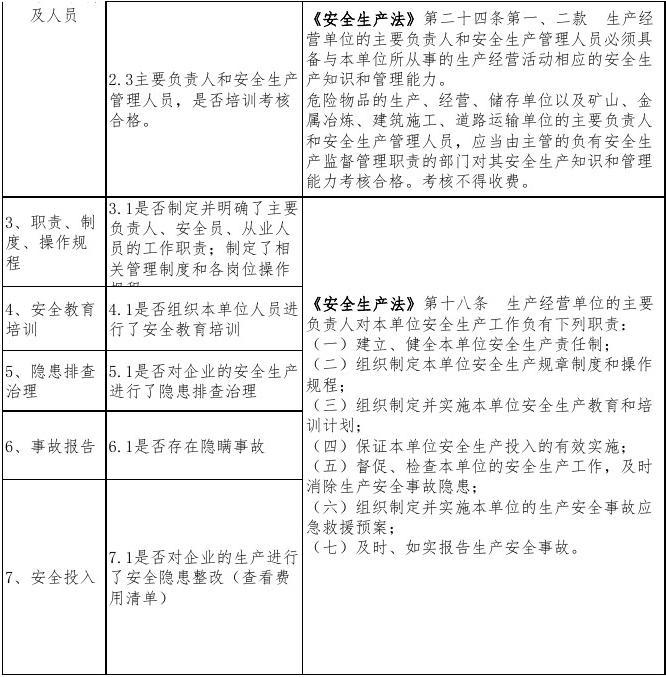 及人员
2.3主要负责人和安全生产
管理人员，是否培训考核
合格。
《安全生产法》第二十四条第一、二款　生产经
营单位的主要负责人和安全生产管理人员必须具
备与本单位所从事的生产经营活动相应的安全生
产知识和管理能力。
危险物品的生产、经营、储存单位以及矿山、金
属冶炼、建筑施工、道路运输单位的主要负责人
和安全生产管理人员，应当由主管的负有安全生
产监督管理职责的部门对其安全生产知识和管理
能力考核合格。考核不得收费。
3、职责、制
度、操作规
程
3.1是否制定并明确了主要
负责人、安全员、从业人
员的工作职责；制定了相
关管理制度和各岗位操作
规程
4、安全教育
培训
4.1是否组织本单位人员进
行了安全教育培训
5、隐患排查
治理
5.1是否对企业的安全生产
进行了隐患排查治理
6、事故报告
6.1是否存在隐瞒事故
7、安全投入
7.1是否对企业的生产进行
了安全隐患整改（查看费
用清单）
《安全生产法》第十八条　生产经营单位的主要
负责人对本单位安全生产工作负有下列职责：
（一）建立、健全本单位安全生产责任制；
（二）组织制定本单位安全生产规章制度和操作
规程；
（三）组织制定并实施本单位安全生产教育和培
训计划；
（四）保证本单位安全生产投入的有效实施；
（五）督促、检查本单位的安全生产工作，及时
消除生产安全事故隐患；
（六）组织制定并实施本单位的生产安全事故应
急救援预案；
（七）及时、如实报告生产安全事故。